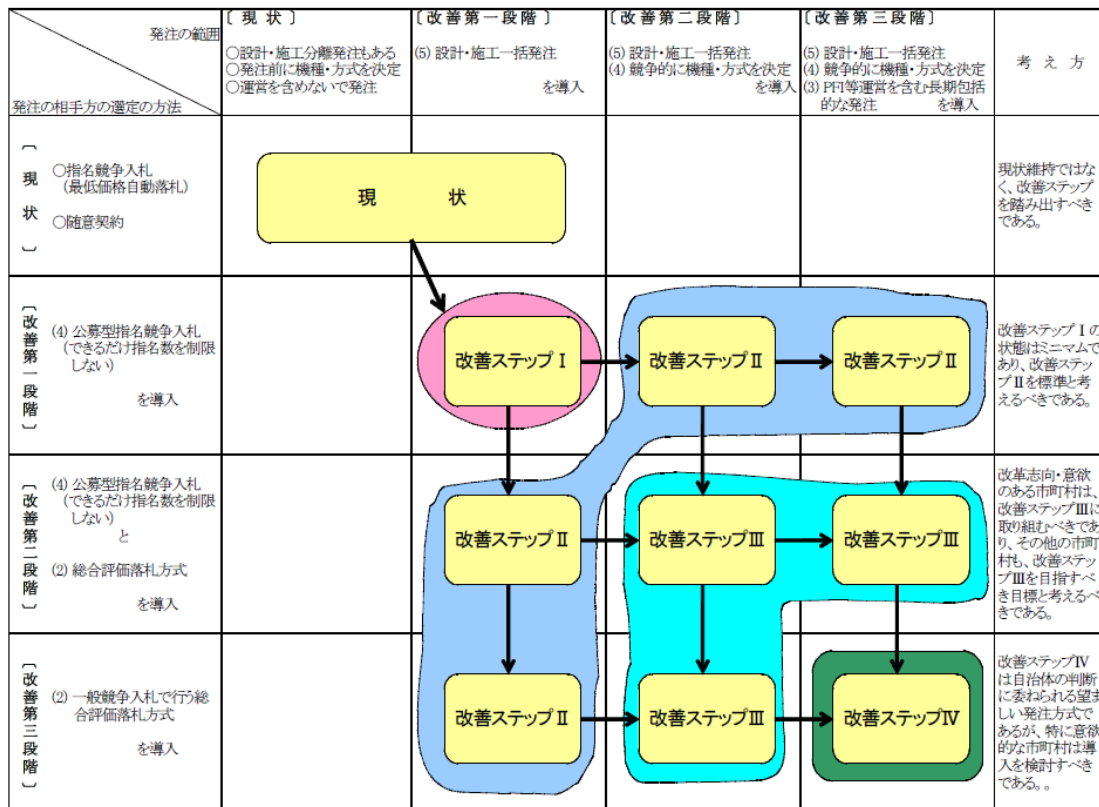 発注の範囲
発注の相手方の選定の方法
〔 現 状 〕
○設計・施工分離発注もある
○発注前に機種・方式を決定
○運営を含めないで発注
〔改善第一段階〕
(5) 設計・施工一括発注
を導入
〔改善第二段階〕
(5) 設計・施工一括発注
(4) 競争的に機種・方式を決定
を導入
〔改善第三段階〕
(5) 設計・施工一括発注
(4) 競争的に機種・方式を決定
(3) PFI等運営を含む長期包括
的な発注 を導入
考 え 方
〔 現 状 〕
○指名競争入札
(最低価格自動落札)
○随意契約
現 状
現状維持ではな
く、改善ステップ
を踏み出すべき
である。
〔改善第一段階〕
(4) 公募型指名競争入札
(できるだけ指名数を制限
しない)
を導入
改善ステップⅠ
改善ステップⅡ
改善ステップⅡ
改善ステップⅠの
状態はミニマムで
あり、改善ステッ
プⅡを標準と考
えるべきである。
〔改善第二段階〕
(4) 公募型指名競争入札
(できるだけ指名数を制限
しない)
と
(2) 総合評価落札方式
を導入
改善ステップⅡ
改善ステップⅢ
改善ステップⅢ
改革志向・意欲
のある市町村は、
改善ステップⅢに
取り組むべきであ
り、その他の市町
村も、改善ステッ
プⅢを目指すべ
き目標と考えるべ
きである。
〔改善第三段階〕
(2) 一般競争入札で行う総
合評価落札方式
を導入
改善ステップⅡ
改善ステップⅢ
改善ステップⅣ
改善ステップⅣ
は自治体の判断
に委ねられる望ま
しい発注方式で
あるが、特に意欲
的な市町村は導
入を検討すべき
である。。